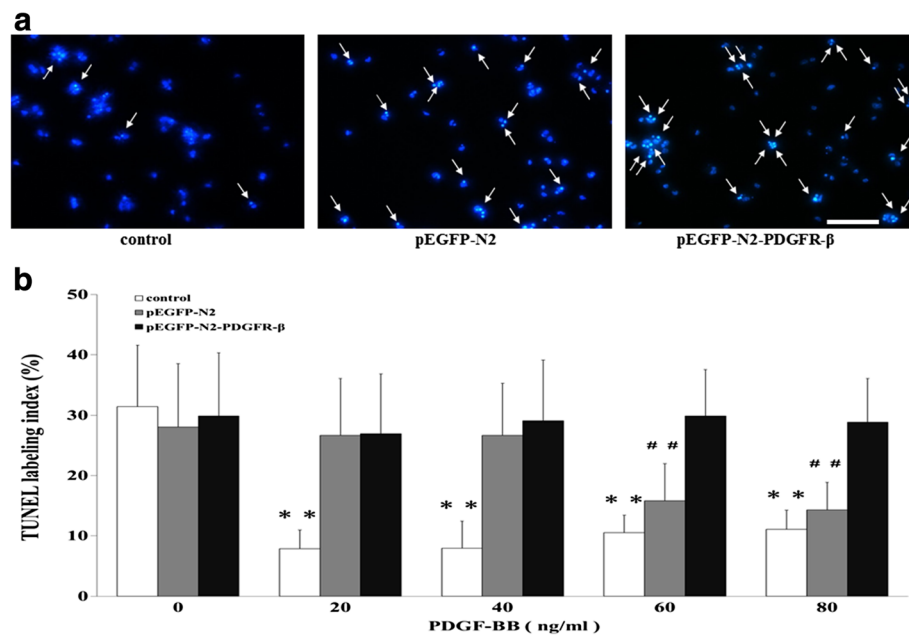 a
control
pEGFP-N2
pEGFP-N2-PDGFR-β
b
control
pEGFP-N2
pEGFP-N2-PDGFR-β
TUNEL labeling index (%)
50
40
30
20
10
0
* *
* *
* *
# #
* *
# #
0 20 40 60 80
PDGF-BB ( ng/ml )